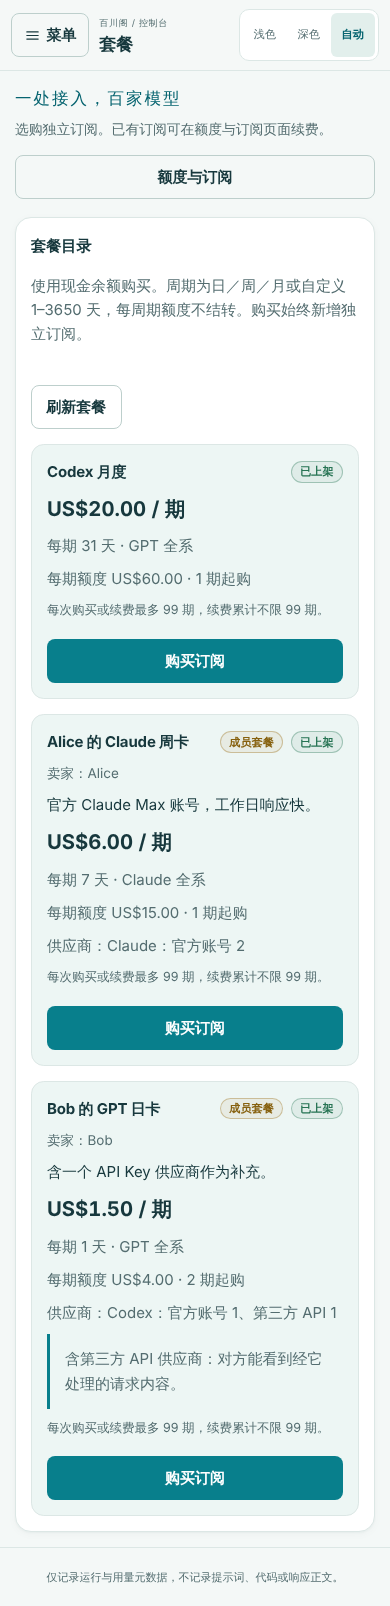 菜单
百川阁 / 控制台
套餐
浅色
深色
自动
一处接入，百家模型
选购独立订阅。已有订阅可在额度与订阅页面续费。
额度与订阅
套餐目录
使用现金余额购买。周期为日／周／月或自定义
1–3650 天，每周期额度不结转。购买始终新增独
立订阅。
刷新套餐
Codex 月度
已上架
US$20.00 / 期
每期 31 天 · GPT 全系
每期额度 US$60.00 · 1 期起购
每次购买或续费最多 99 期，续费累计不限 99 期。
购买订阅
Alice 的 Claude 周卡
成员套餐
已上架
卖家：Alice
官方 Claude Max 账号，工作日响应快。
US$6.00 / 期
每期 7 天 · Claude 全系
每期额度 US$15.00 · 1 期起购
供应商：Claude：官方账号 2
每次购买或续费最多 99 期，续费累计不限 99 期。
购买订阅
Bob 的 GPT 日卡
成员套餐
已上架
卖家：Bob
含一个 API Key 供应商作为补充。
US$1.50 / 期
每期 1 天 · GPT 全系
每期额度 US$4.00 · 2 期起购
供应商：Codex：官方账号 1、第三方 API 1
含第三方 API 供应商：对方能看到经它
处理的请求内容。
每次购买或续费最多 99 期，续费累计不限 99 期。
购买订阅
仅记录运行与用量元数据，不记录提示词、代码或响应正文。